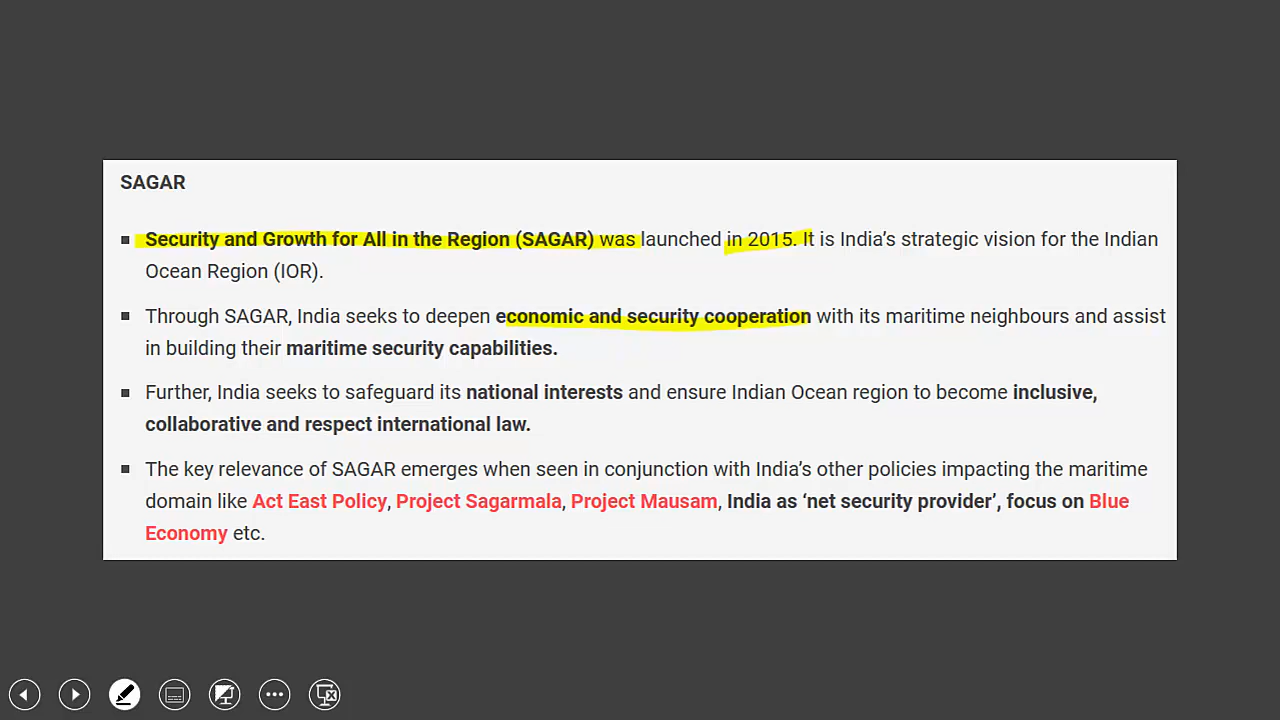 SAGAR
Security and Growth for All in the Region (SAGAR) was launched in 2015. It is India’s strategic vision for the Indian
Ocean Region (IOR).
Through SAGAR, India seeks to deepen economic and security cooperation with its maritime neighbours and assist
in building their maritime security capabilities.
Further, India seeks to safeguard its national interests and ensure Indian Ocean region to become inclusive,
collaborative and respect international law.
The key relevance of SAGAR emerges when seen in conjunction with India’s other policies impacting the maritime
domain like Act East Policy, Project Sagarmala, Project Mausam, India as ‘net security provider’, focus on Blue
Economy etc.